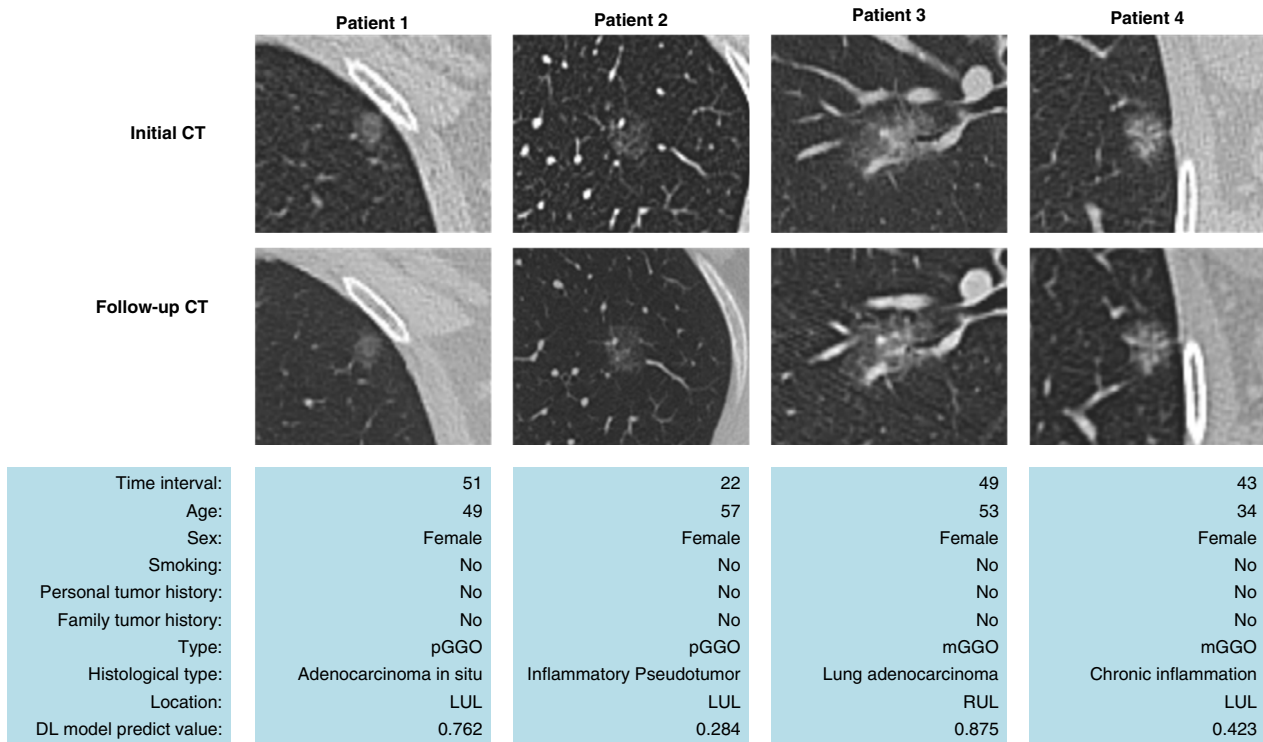 Patient 1 Patient 2 Patient 3 Patient 4
Initial CT
Follow-up CT
Time interval: 51 22 49 43
Age: 49 57 53 34
Sex: Female Female Female Female
Smoking: No No No No
Personal tumor history: No No No No
Family tumor history: No No No No
Type: pGGO pGGO mGGO mGGO
Histological type: Adenocarcinoma in situ Inflammatory Pseudotumor Lung adenocarcinoma Chronic inflammation
Location: LUL LUL RUL LUL
DL model predict value: 0.762 0.284 0.875 0.423